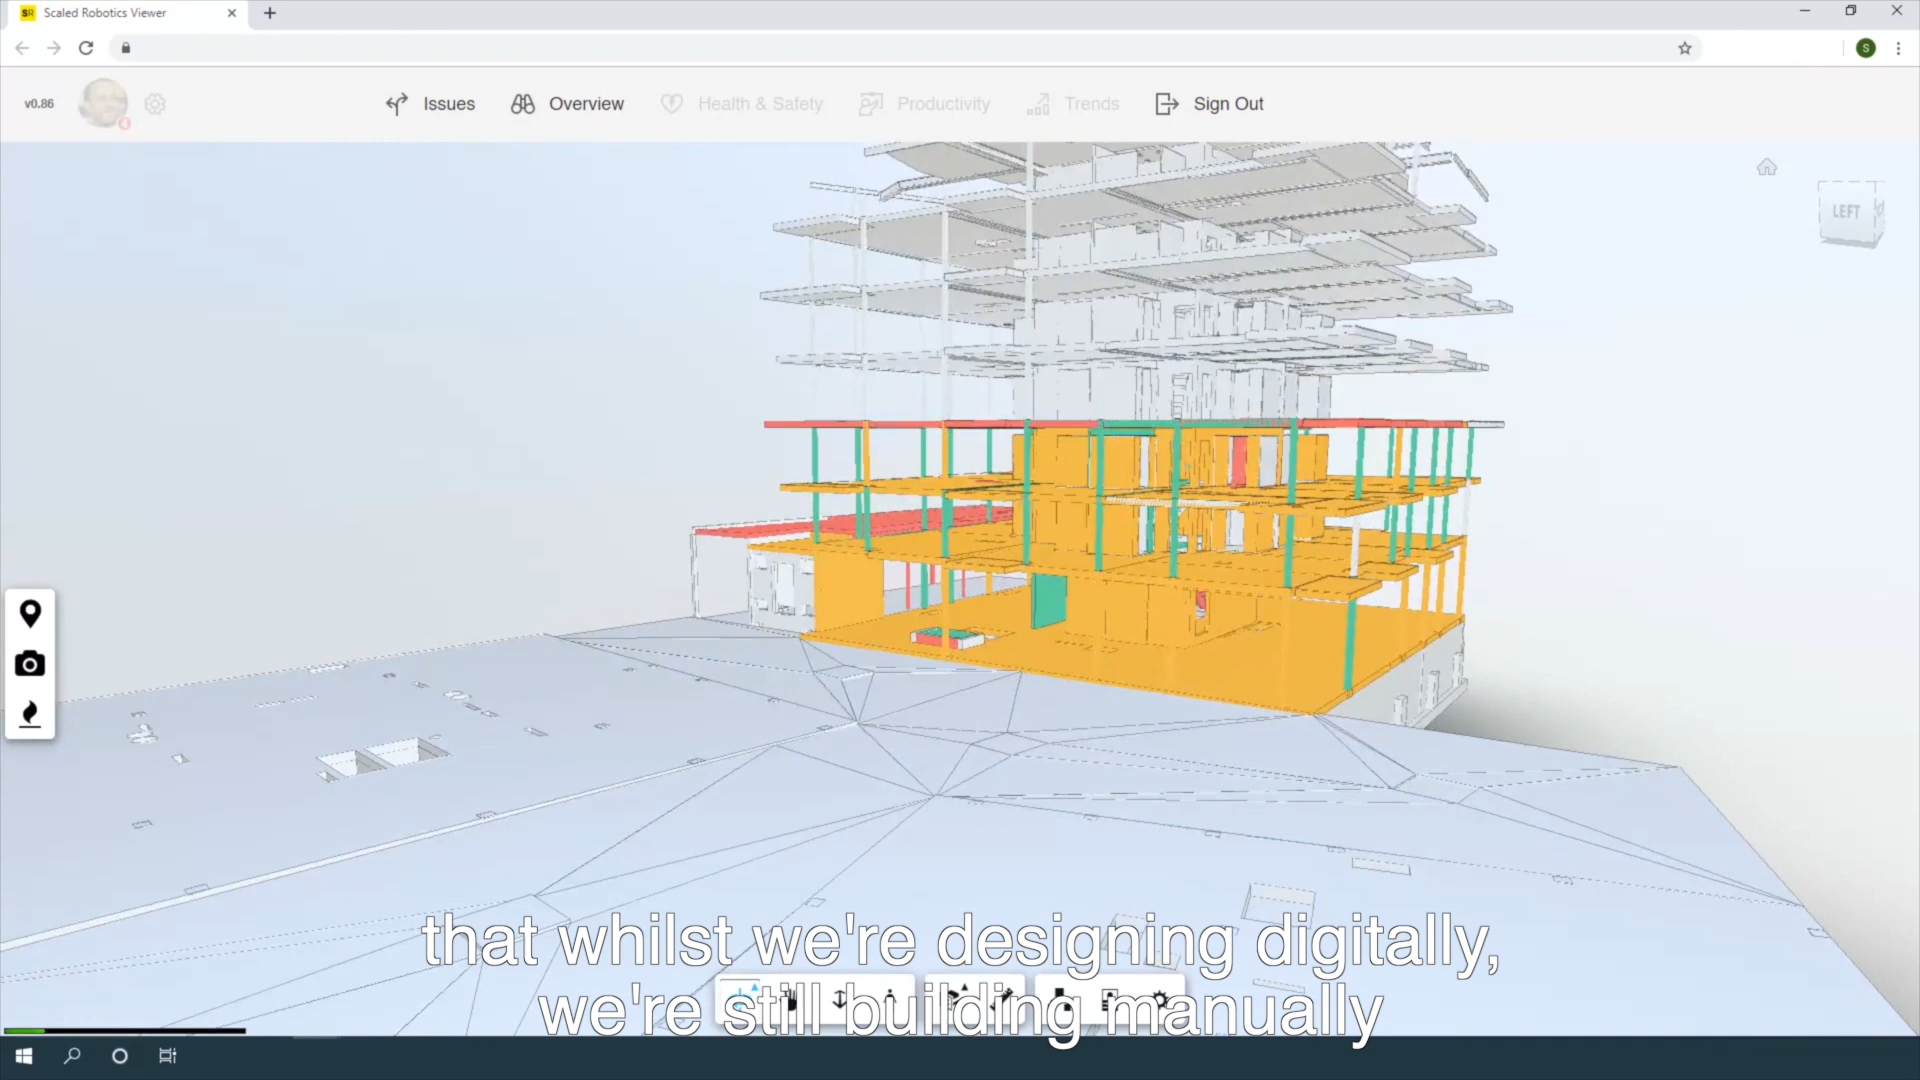 SR Scaled Robotics Viewer
S
v0.86
Issues
Overview
Health & Safety
Productivity
Trends
Sign Out
LEFT
that whilst we're designing digitally,
we're still building manually